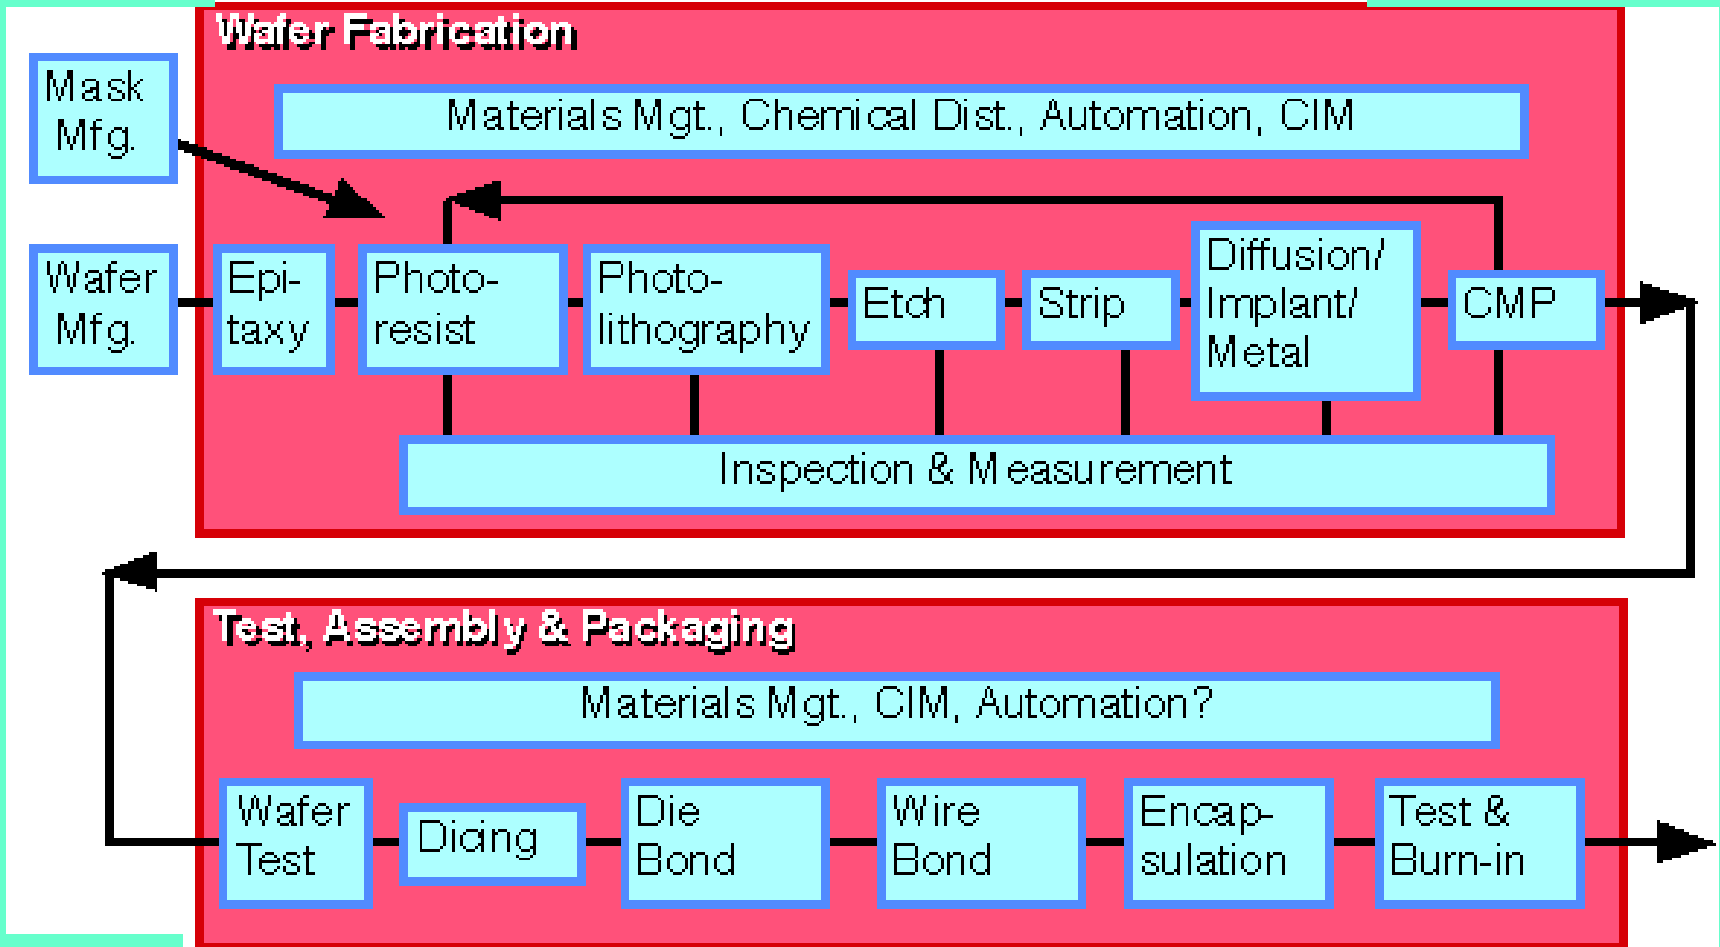 Wafer Fabrication
Mask
Mfg.
Materials Mgt., Chemical Dist., Automation, CIM
Wafer
Mfg.
Epi-
taxy
Photo-
resist
Photo-
lithography
Etch
Strip
Diffusion/
Implant/
Metal
CMP
Inspection & Measurement
Test, Assembly & Packaging
Materials Mgt., CIM, Automation?
Wafer
Test
Dicing
Die
Bond
Wire
Bond
Encap-
sulation
Test &
Burn-in